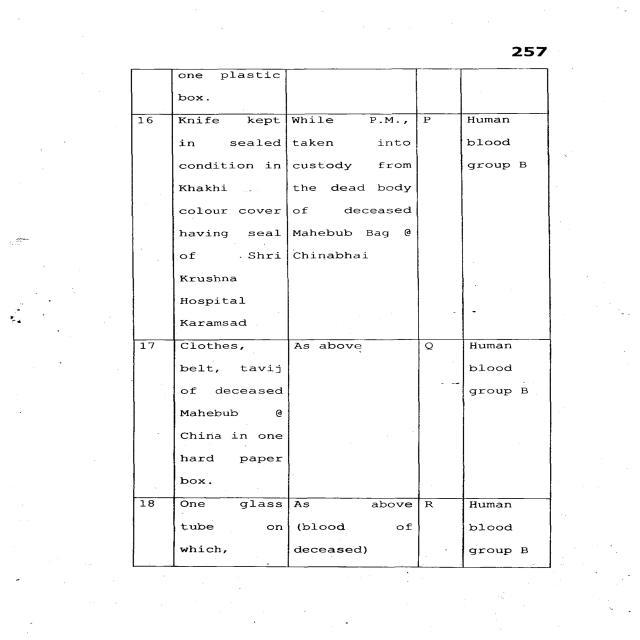 257
one plastic
box.
16 Knife kept While P.M., P Human
in sealed taken into blood
condition in custody from group B
Khakhi the dead body
colour cover of deceased
having seal Mahebub Bag @
of Shri Chinabhai
Krushna
Hospital
Karamsad
17 Clothes, As above Q Human
belt, tavij blood
of deceased group B
Mahebub @
China in one
hard paper
box.
18 One glass As above R Human
tube on (blood of blood
which, deceased) group B